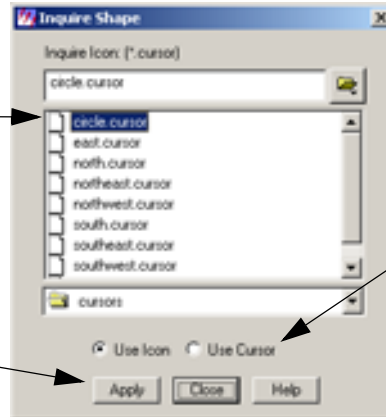 Inquire Shape
Inquire Icon: (*.cursor)
circle.cursor
circle.cursor
east.cursor
north.cursor
northeast.cursor
northwest.cursor
south.cursor
southeast.cursor
southwest.cursor
cursors
Use Icon Use Cursor
Apply Close Help